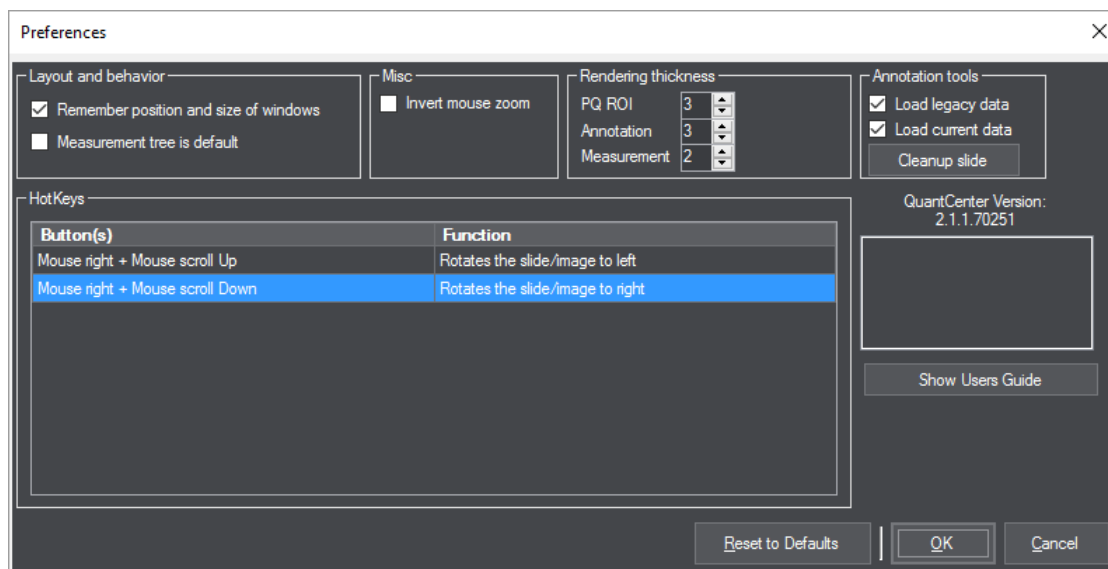 Preferences
Layout and behavior
Remember position and size of windows
Measurement tree is default
Misc
Invert mouse zoom
Rendering thickness
PQ ROI 3
Annotation 3
Measurement 2
Annotation tools
Load legacy data
Load current data
Cleanup slide
HotKeys
Button(s) Function
Mouse right + Mouse scroll Up Rotates the slide/image to left
Mouse right + Mouse scroll Down Rotates the slide/image to right
QuantCenter Version:
2.1.1.70251
Show Users Guide
Reset to Defaults
OK
Cancel